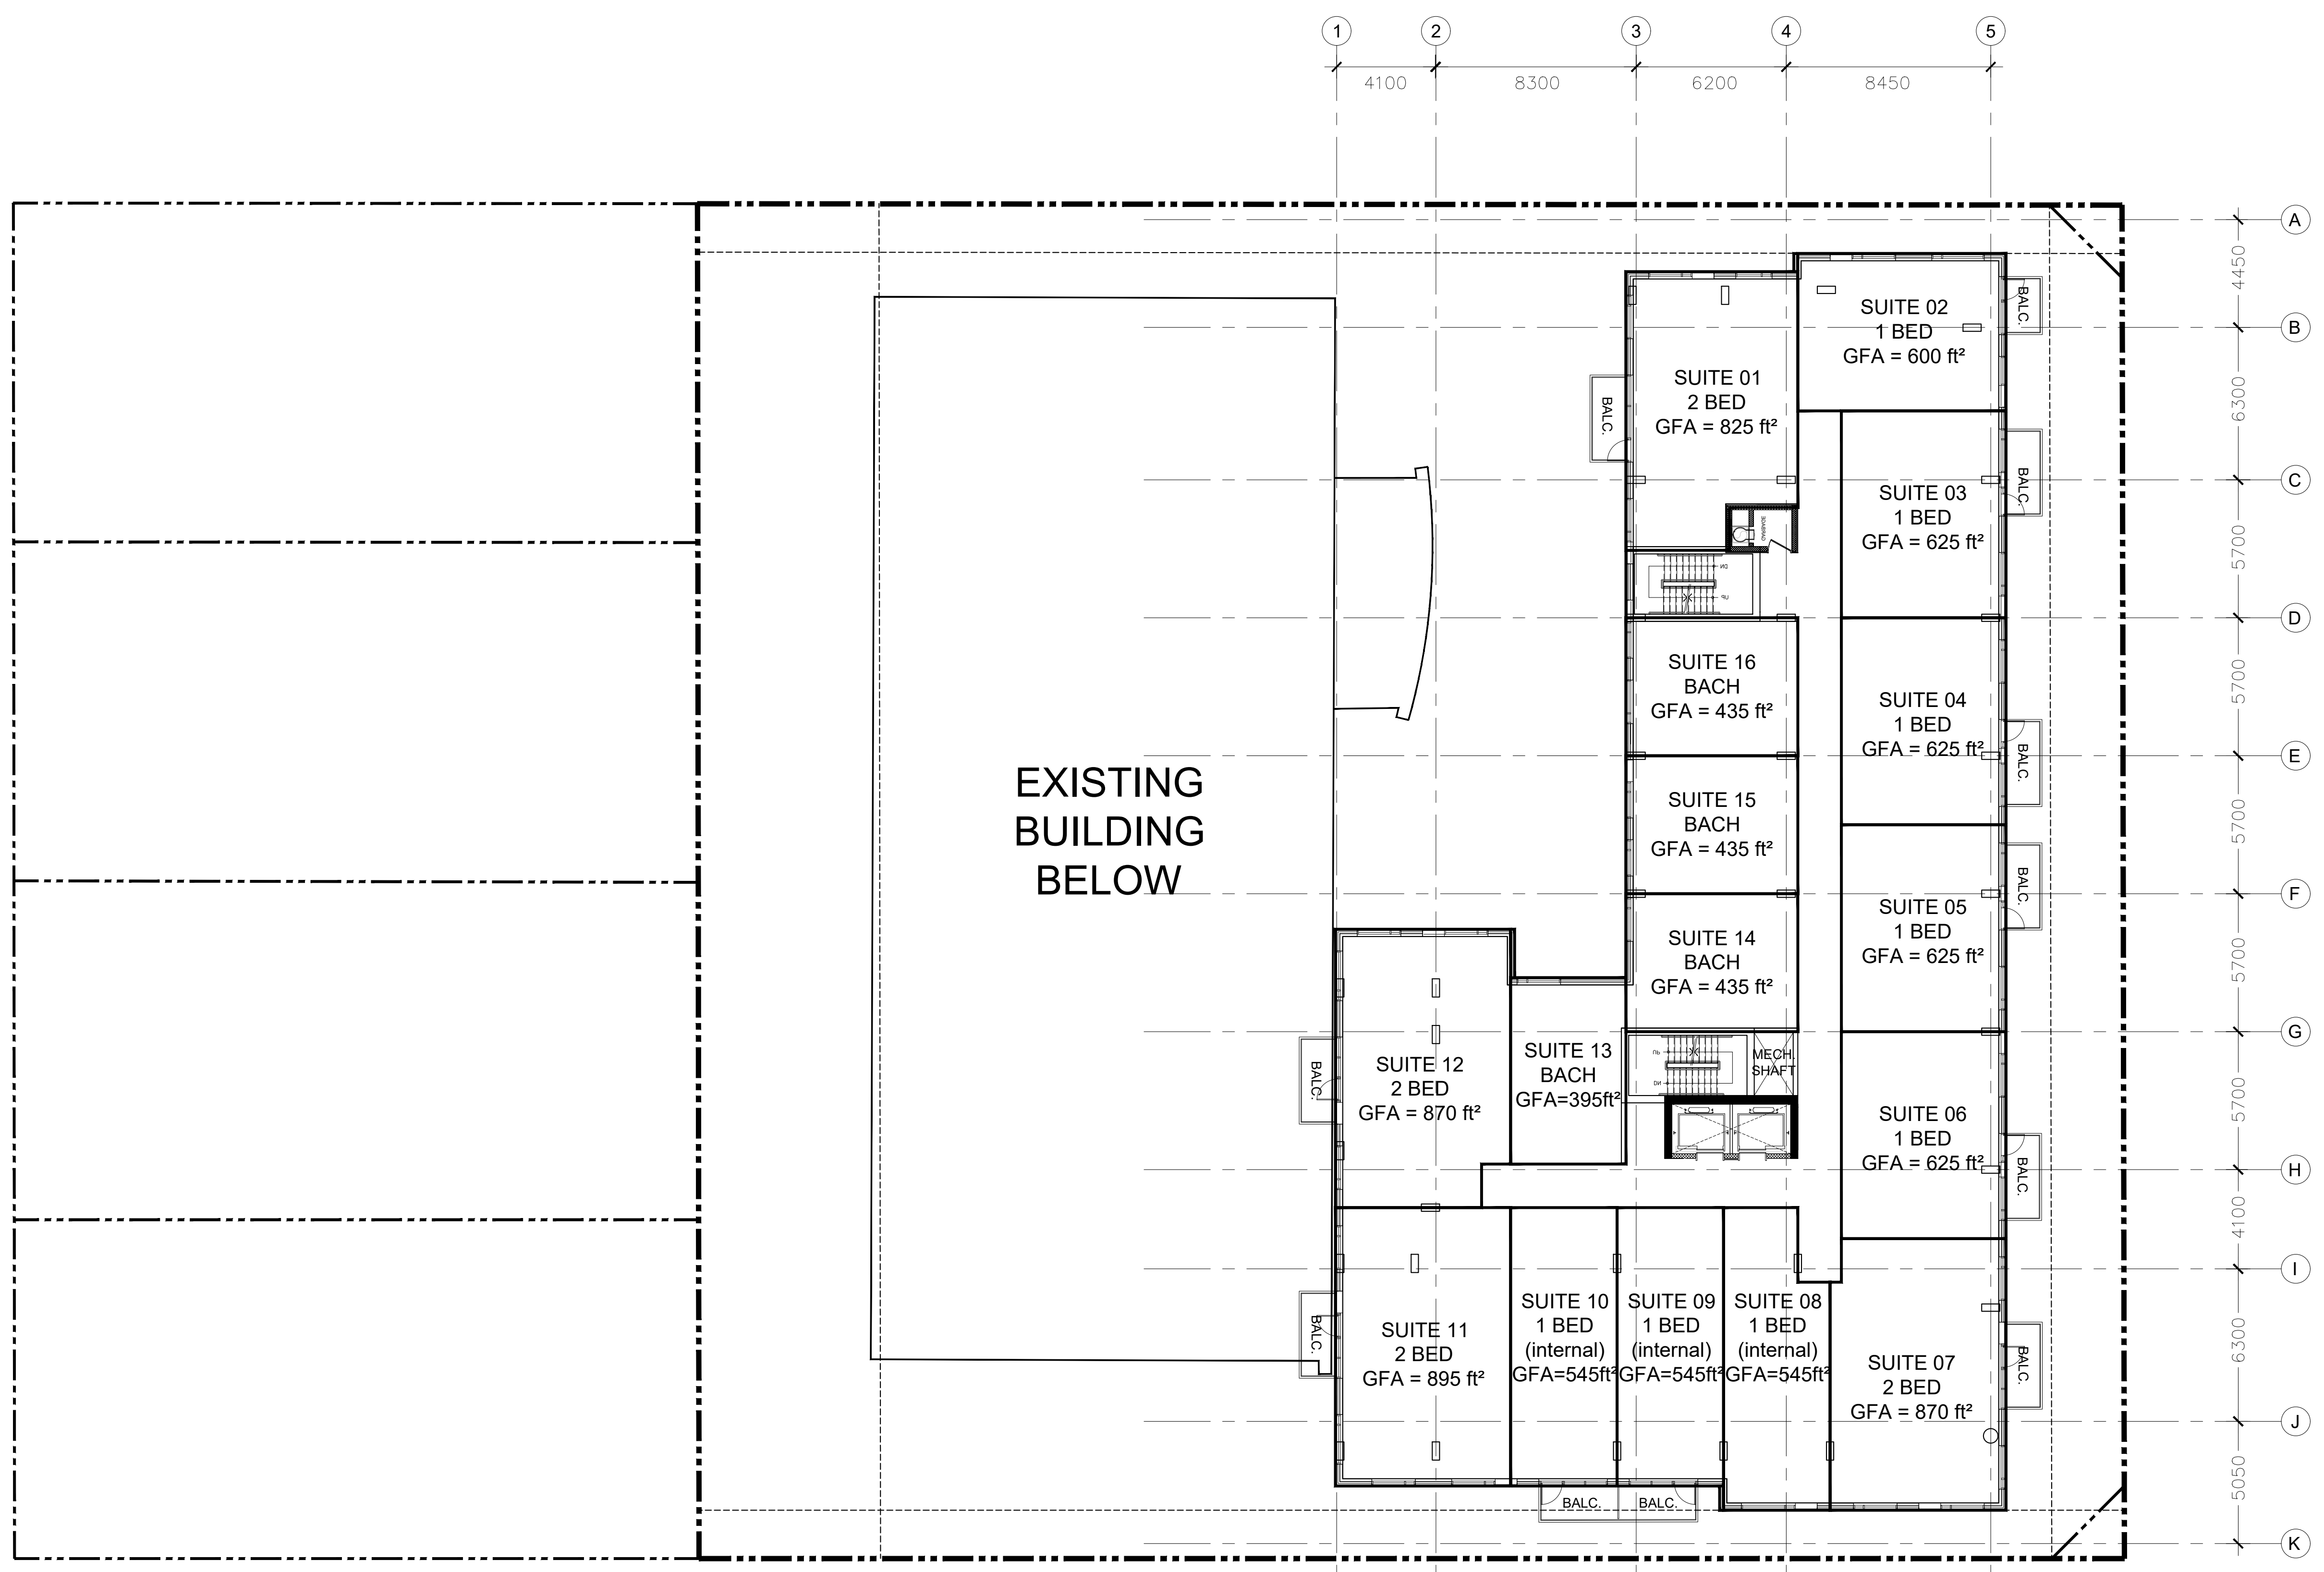 1
2
3
4
5
4100
8300
6200
8450
A
4450
B
6300
C
5700
D
5700
E
5700
F
5700
G
5700
H
4100
I
6300
J
5050
K
SUITE 01
2 BED
GFA = 825 ft²
BALC.
SUITE 02
1 BED
GFA = 600 ft²
BALC.
SUITE 03
1 BED
GFA = 625 ft²
BALC.
GARBAGE
DN
UP
SUITE 16
BACH
GFA = 435 ft²
SUITE 04
1 BED
GFA = 625 ft²
BALC.
EXISTING
BUILDING
BELOW
SUITE 15
BACH
GFA = 435 ft²
SUITE 05
1 BED
GFA = 625 ft²
BALC.
SUITE 14
BACH
GFA = 435 ft²
SUITE 12
2 BED
GFA = 870 ft²
BALC.
SUITE 13
BACH
GFA=395ft²
UP
DN
MECH.
SHAFT
SUITE 06
1 BED
GFA = 625 ft²
BALC.
SUITE 11
2 BED
GFA = 895 ft²
BALC.
SUITE 10
1 BED
(internal)
GFA=545ft²
SUITE 09
1 BED
(internal)
GFA=545ft²
SUITE 08
1 BED
(internal)
GFA=545ft²
SUITE 07
2 BED
GFA = 870 ft²
BALC.
BALC.
BALC.